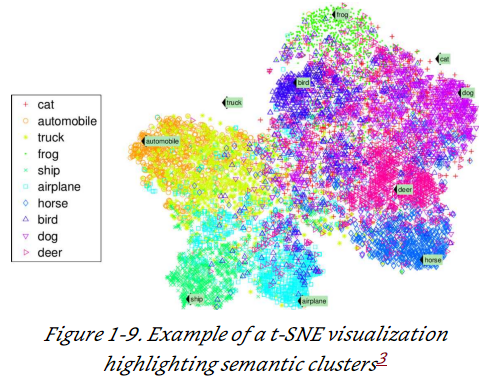 frog
cat
bird
dog
truck
automobile
deer
horse
ship
airplane
cat
automobile
truck
frog
ship
airplane
horse
bird
dog
deer
Figure 1-9. Example of a t-SNE visualization
highlighting semantic clusters3